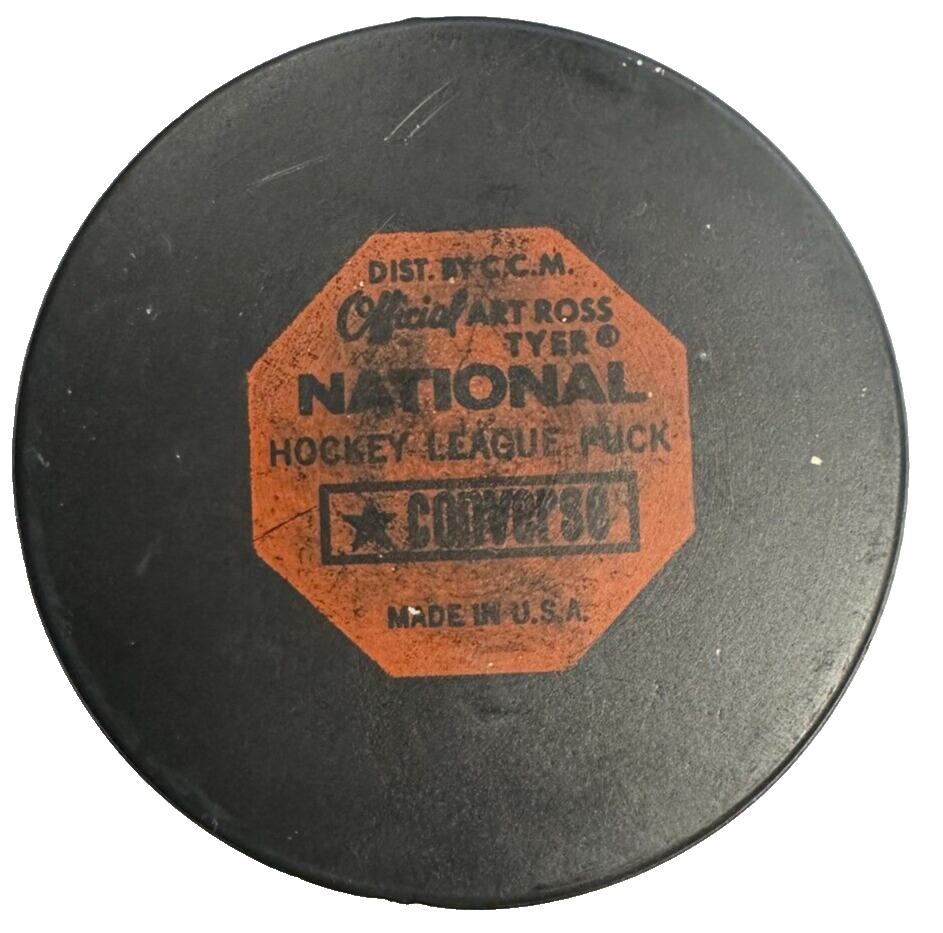 DIST. BY C.C.M.
Official ART ROSS
TYER®
NATIONAL
HOCKEY LEAGUE PUCK
★ CONVERSE
MADE IN U.S.A.